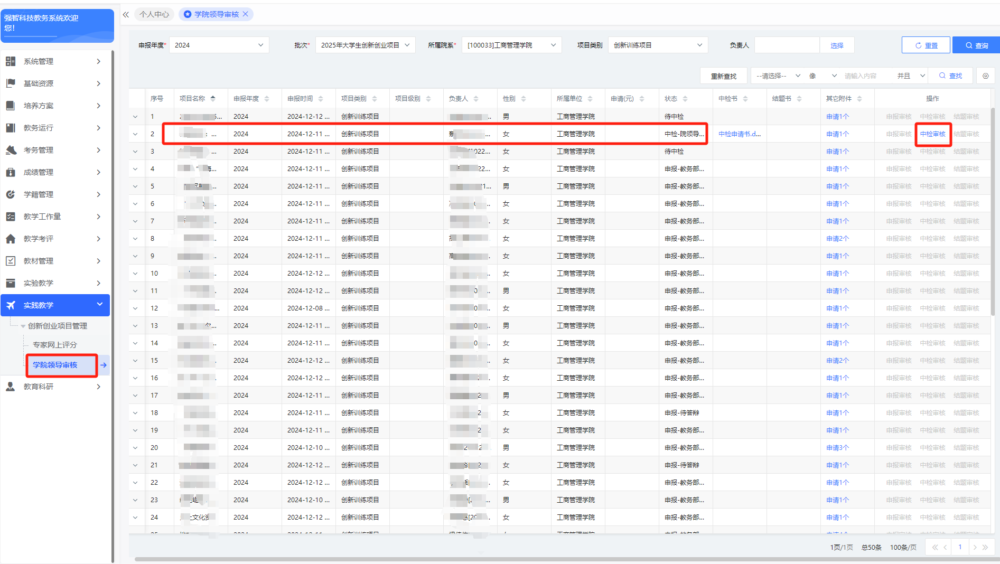 强智科技教务系统欢迎
您!
个人中心 学院领导审核
申报年度* 2024 批次* 2025年大学生创新创业项目 所属院系* [100033]工商管理学院 项目类别 创新训练项目 负责人 选择 重置 查询
重新查找 --请选择-- 像 请输入内容 并且 查找
系统管理
基础资源
培养方案
教务运行
考务管理
成绩管理
学籍管理
教学工作量
教学考评
教材管理
实验教学
实践教学
创新创业项目管理
专家网上评分
学院领导审核
教育科研
序号 项目名称 申报年度 申报时间 项目类别 项目级别 负责人 性别 所属单位 申请(元) 状态 中检书 结题书 其它附件 操作
1 2024 2024-12-12 ... 创新训练项目 男 工商管理学院 待中检 申请1个 申报审核 中检审核 结题审核
2 : ... 2024 2024-12-11 ... 创新训练项目 ... 女 工商管理学院 中检-院领导... 中检申请书.d... 申请1个 申报审核 中检审核 结题审核
3 ... 2024 2024-12-11 ... 创新训练项目 2022... 女 工商管理学院 待中检 申请1个 申报审核 中检审核 结题审核
4 2024 2024-12-11 ... 创新训练项目 22... 女 工商管理学院 申报-教务部... 申请1个 申报审核 中检审核 结题审核
5 2024 2024-12-11 ... 创新训练项目 1... 男 工商管理学院 申报-教务部... 申请1个 申报审核 中检审核 结题审核
6 2024 2024-12-11 ... 创新训练项目 女 工商管理学院 申报-教务部... 申请1个 申报审核 中检审核 结题审核
7 2024 2024-12-11 ... 创新训练项目 女 工商管理学院 申报-教务部... 申请1个 申报审核 中检审核 结题审核
8 2024 2024-12-11 ... 创新训练项目 女 工商管理学院 申报-教务部... 申请2个 申报审核 中检审核 结题审核
9 2024 2024-12-11 ... 创新训练项目 高 女 工商管理学院 申报-教务部... 申请1个 申报审核 中检审核 结题审核
10 2024 2024-12-12 ... 创新训练项目 女 工商管理学院 申报-教务部... 申请1个 申报审核 中检审核 结题审核
11 2024 2024-12-12 ... 创新训练项目 男 工商管理学院 申报-教务部... 申请1个 申报审核 中检审核 结题审核
12 ... 2024 2024-12-08 ... 创新训练项目 女 工商管理学院 申报-教务部... 申请1个 申报审核 中检审核 结题审核
13 尔... 2024 2024-12-11 ... 创新训练项目 男 工商管理学院 申报-教务部... 申请1个 申报审核 中检审核 结题审核
14 2024 2024-12-11 ... 创新训练项目 女 工商管理学院 申报-教务部... 申请1个 申报审核 中检审核 结题审核
15 2024 2024-12-11 ... 创新训练项目 女 工商管理学院 申报-教务部... 申请2个 申报审核 中检审核 结题审核
16 2024 2024-12-12 ... 创新训练项目 女 工商管理学院 申报-教务部... 申请1个 申报审核 中检审核 结题审核
17 2024 2024-12-11 ... 创新训练项目 2 男 工商管理学院 申报-教务部... 申请1个 申报审核 中检审核 结题审核
18 2024 2024-12-11 ... 创新训练项目 2 女 工商管理学院 申报-待答辩 申请1个 申报审核 中检审核 结题审核
19 2024 2024-12-11 ... 创新训练项目 2 女 工商管理学院 申报-教务部... 申请1个 申报审核 中检审核 结题审核
20 2024 2024-12-10 ... 创新训练项目 男 工商管理学院 申报-教务部... 申请3个 申报审核 中检审核 结题审核
21 2024 2024-12-12 ... 创新训练项目 女 工商管理学院 申报-待答辩 申请1个 申报审核 中检审核 结题审核
22 2024 2024-12-12 ... 创新训练项目 女 工商管理学院 申报-教务部... 申请1个 申报审核 中检审核 结题审核
23 2024 2024-12-10 ... 创新训练项目 男 工商管理学院 申报-教务部... 申请1个 申报审核 中检审核 结题审核
24 上文化资 2024 2024-12-12 ... 创新训练项目 [20 女 工商管理学院 申报-教务部... 申请1个 申报审核 中检审核 结题审核
1页/1页 总50条 100条/页 1